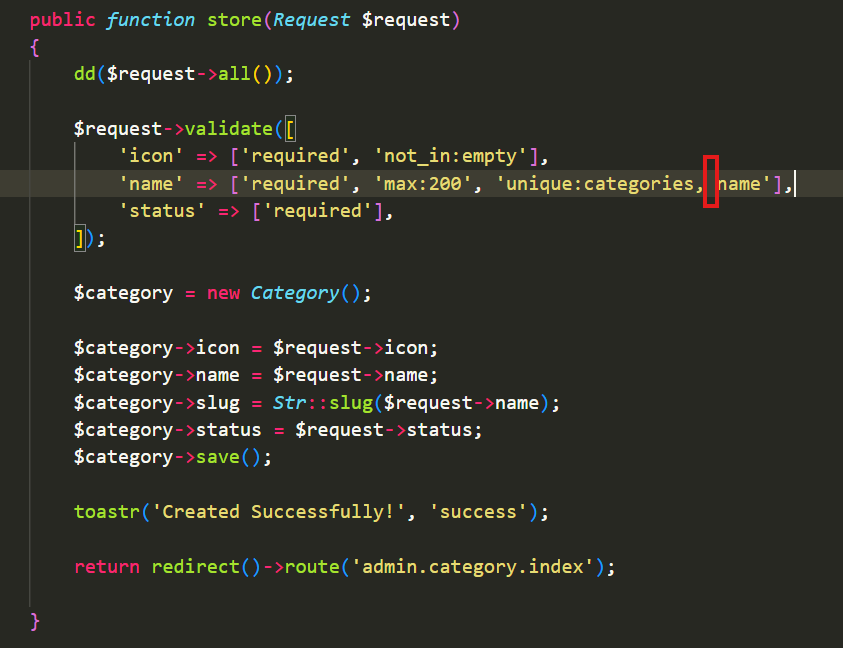 public function store(Request $request)
{
dd($request->all());
$request->validate([
'icon' => ['required', 'not_in:empty'],
'name' => ['required', 'max:200', 'unique:categories, name'],
'status' => ['required'],
]);
$category = new Category();
$category->icon = $request->icon;
$category->name = $request->name;
$category->slug = Str::slug($request->name);
$category->status = $request->status;
$category->save();
toastr('Created Successfully!', 'success');
return redirect()->route('admin.category.index');
}